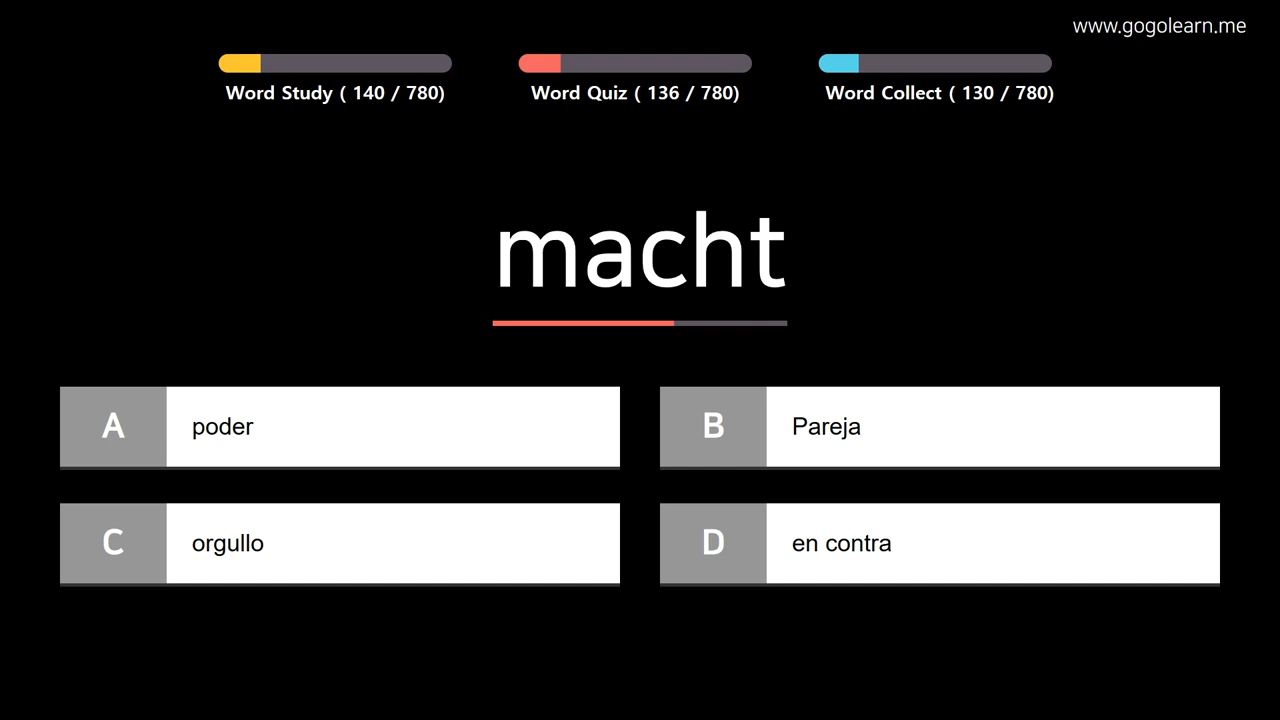 www.gogolearn.me
Word Study ( 140 / 780) Word Quiz ( 136 / 780) Word Collect ( 130 / 780)
macht
A poder
B Pareja
C orgullo
D en contra